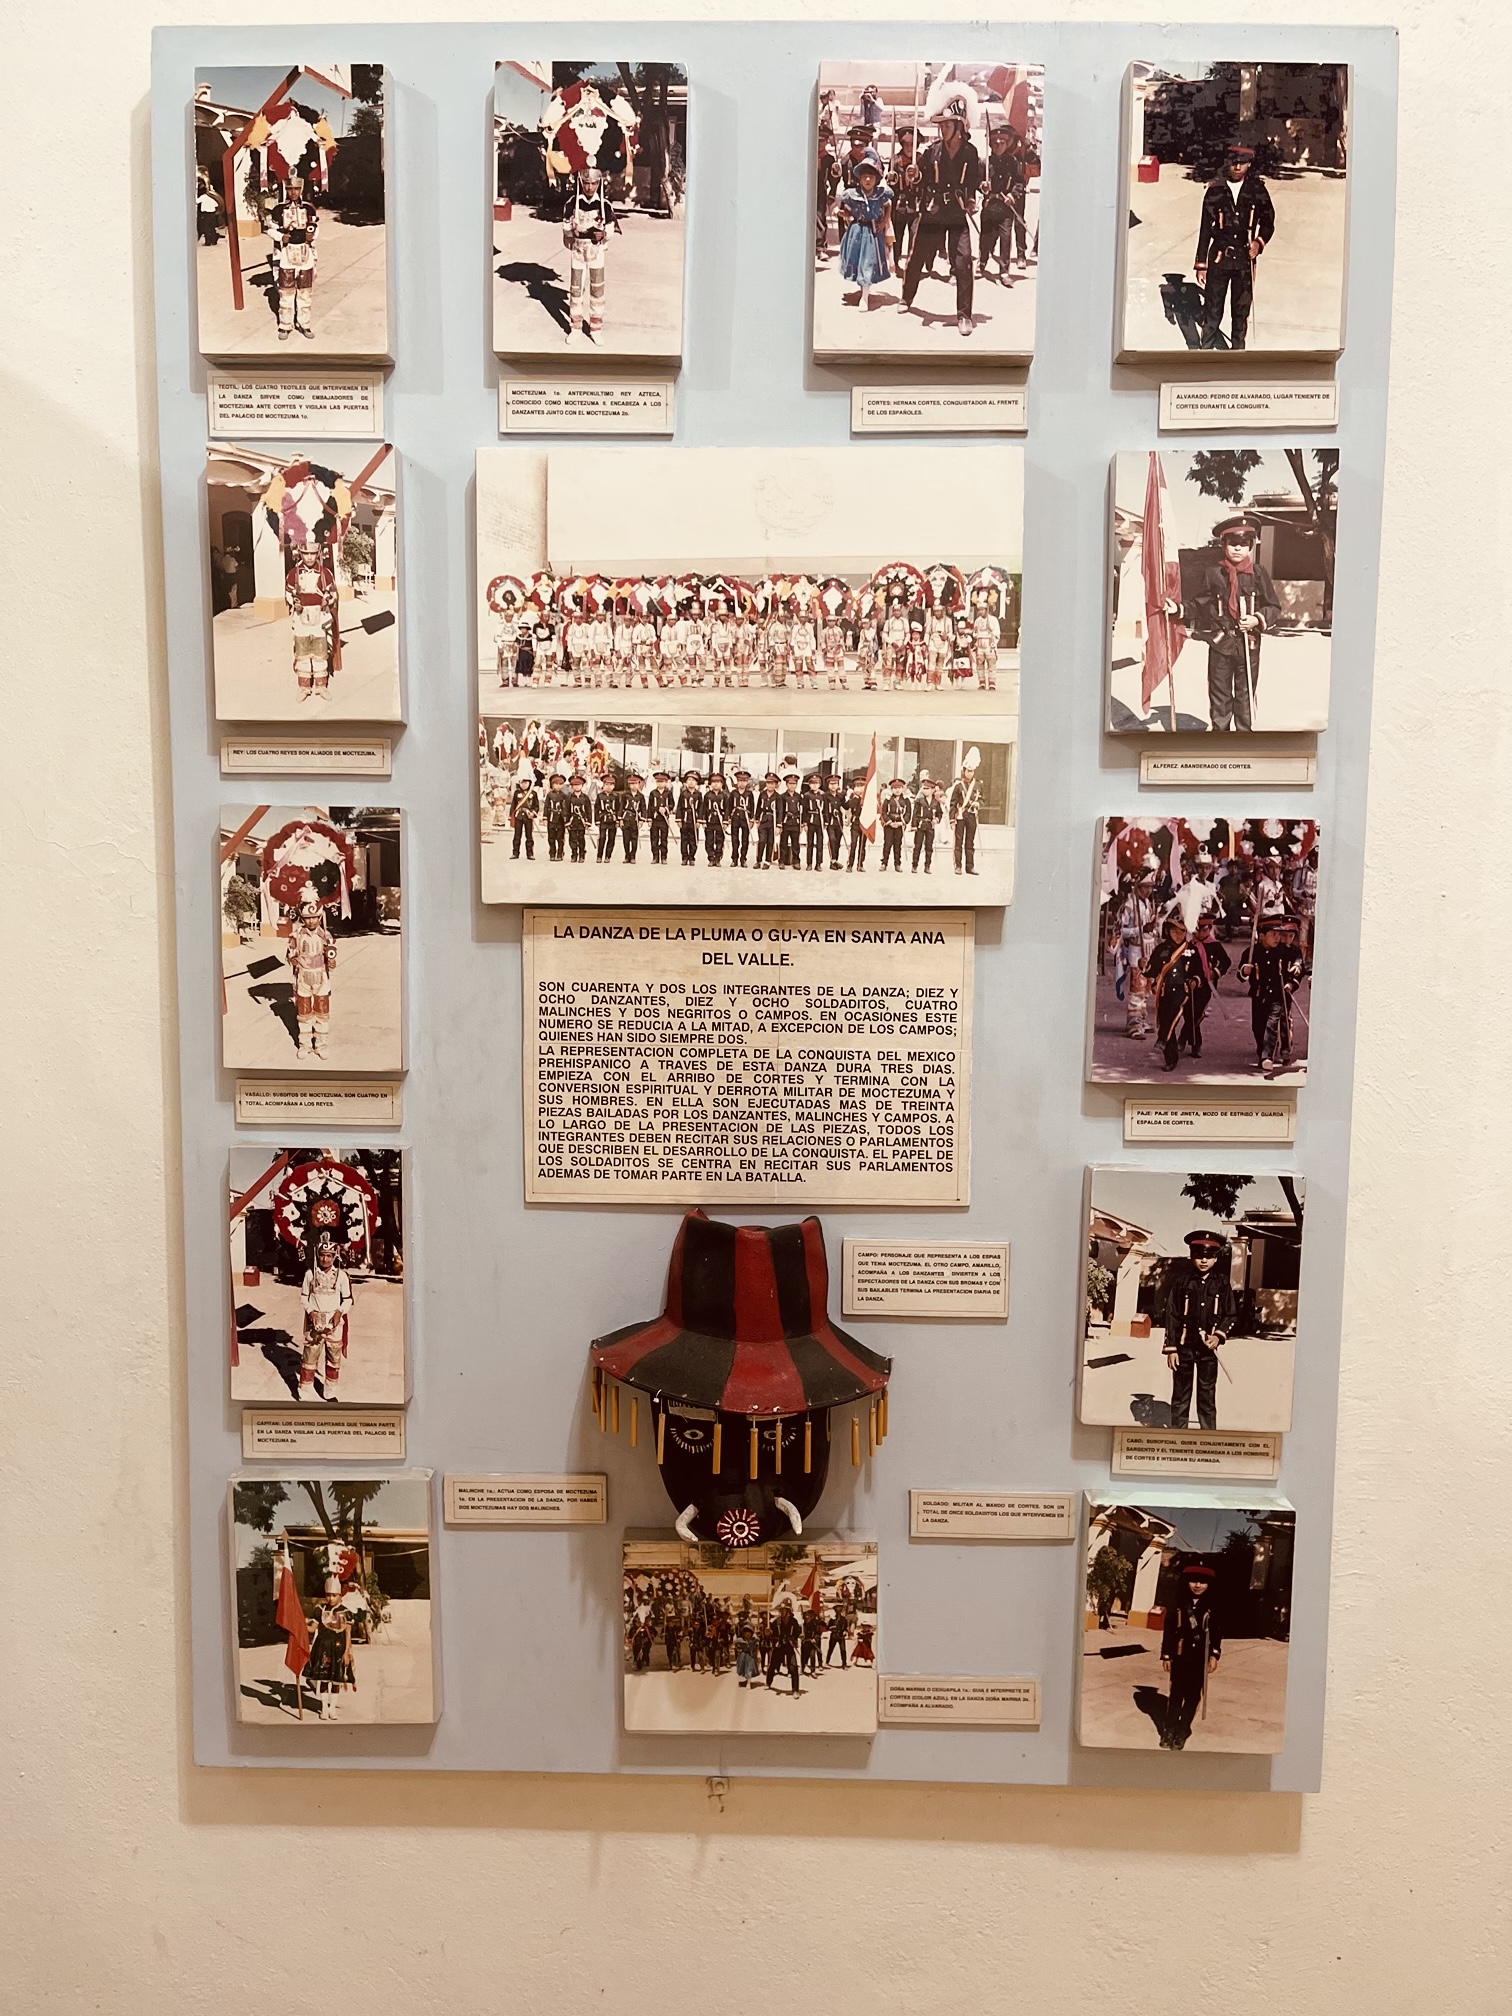 TEOTIL: LOS CUATRO TEOTILES QUE INTERVIENEN EN
LA DANZA SIRVEN COMO EMBAJADORES DE
MOCTEZUMA ANTE CORTES Y VIGILAN LAS PUERTAS
DEL PALACIO DE MOCTEZUMA 1o.
MOCTEZUMA 1o. ANTEPENULTIMO REY AZTECA,
CONOCIDO COMO MOCTEZUMA II. ENCABEZA A LOS
DANZANTES JUNTO CON EL MOCTEZUMA 2o.
CORTES: HERNAN CORTES, CONQUISTADOR AL FRENTE
DE LOS ESPAÑOLES.
ALVARADO: PEDRO DE ALVARADO, LUGAR TENIENTE DE
CORTES DURANTE LA CONQUISTA.
REY: LOS CUATRO REYES SON ALIADOS DE MOCTEZUMA.
ALFEREZ: ABANDERADO DE CORTES.
LA DANZA DE LA PLUMA O GU-YA EN SANTA ANA
DEL VALLE.
SON CUARENTA Y DOS LOS INTEGRANTES DE LA DANZA; DIEZ Y
OCHO DANZANTES, DIEZ Y OCHO SOLDADITOS, CUATRO
MALINCHES Y DOS NEGRITOS O CAMPOS. EN OCASIONES ESTE
NUMERO SE REDUCIA A LA MITAD, A EXCEPCION DE LOS CAMPOS;
QUIENES HAN SIDO SIEMPRE DOS.
LA REPRESENTACION COMPLETA DE LA CONQUISTA DEL MEXICO
PREHISPANICO A TRAVES DE ESTA DANZA DURA TRES DIAS.
EMPIEZA CON EL ARRIBO DE CORTES Y TERMINA CON LA
CONVERSION ESPIRITUAL Y DERROTA MILITAR DE MOCTEZUMA Y
SUS HOMBRES. EN ELLA SON EJECUTADAS MAS DE TREINTA
PIEZAS BAILADAS POR LOS DANZANTES, MALINCHES Y CAMPOS. A
LO LARGO DE LA PRESENTACION DE LAS PIEZAS, TODOS LOS
INTEGRANTES DEBEN RECITAR SUS RELACIONES O PARLAMENTOS
QUE DESCRIBEN EL DESARROLLO DE LA CONQUISTA. EL PAPEL DE
LOS SOLDADITOS SE CENTRA EN RECITAR SUS PARLAMENTOS
ADEMAS DE TOMAR PARTE EN LA BATALLA.
VASALLO: SUBDITOS DE MOCTEZUMA, SON CUATRO EN
TOTAL, ACOMPAÑAN A LOS REYES.
PAJE: PAJE DE JINETA, MOZO DE ESTRIBO Y GUARDA
ESPALDA DE CORTES.
CAMPO: PERSONAJE QUE REPRESENTA A LOS ESPIAS
QUE TENIA MOCTEZUMA. EL OTRO CAMPO, AMARILLO,
ACOMPAÑA A LOS DANZANTES DIVIERTEN A LOS
ESPECTADORES DE LA DANZA CON SUS BROMAS Y CON
SUS BAILABLES TERMINA LA PRESENTACION DIARIA DE
LA DANZA.
CAPITAN: LOS CUATRO CAPITANES QUE TOMAN PARTE
EN LA DANZA VIGILAN LAS PUERTAS DEL PALACIO DE
MOCTEZUMA 2o.
CABO: SUBOFICIAL QUIEN CONJUNTAMENTE CON EL
SARGENTO Y EL TENIENTE COMANDAN A LOS HOMBRES
DE CORTES E INTEGRAN SU ARMADA.
MALINCHE 1a.: ACTUA COMO ESPOSA DE MOCTEZUMA
1o. EN LA PRESENTACION DE LA DANZA, POR HABER
DOS MOCTEZUMAS HAY DOS MALINCHES.
SOLDADO: MILITAR AL MANDO DE CORTES. SON UN
TOTAL DE ONCE SOLDADITOS LOS QUE INTERVIENEN EN
LA DANZA.
DOÑA MARINA O CEHUAPILA 1a.: GUIA E INTERPRETE DE
CORTES (COLOR AZUL). EN LA DANZA DOÑA MARINA 2a.
ACOMPAÑA A ALVARADO.